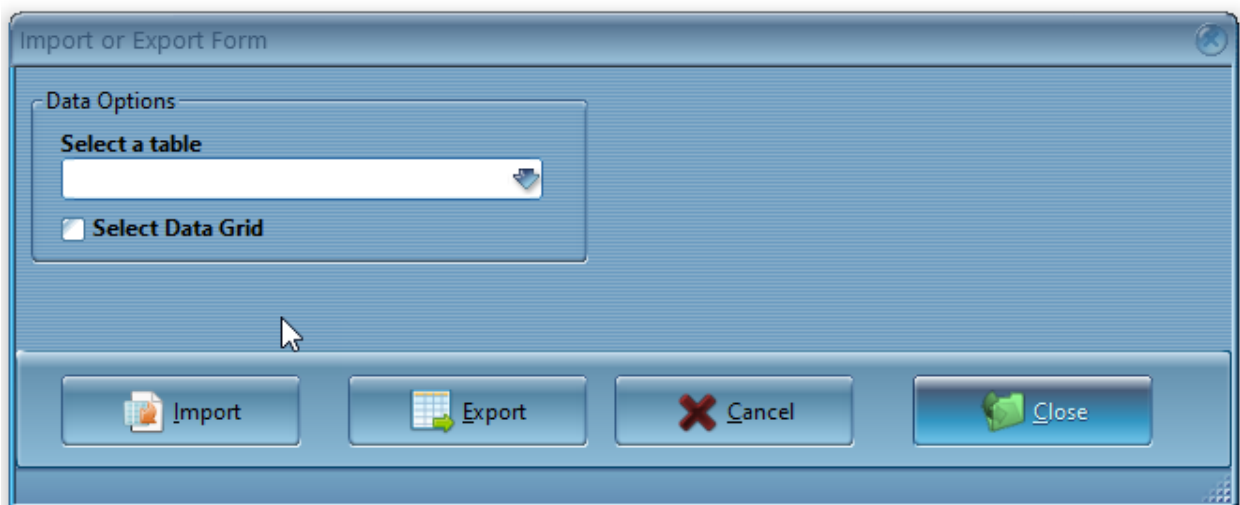 Import or Export Form
Data Options
Select a table
Select Data Grid
Import
Export
Cancel
Close